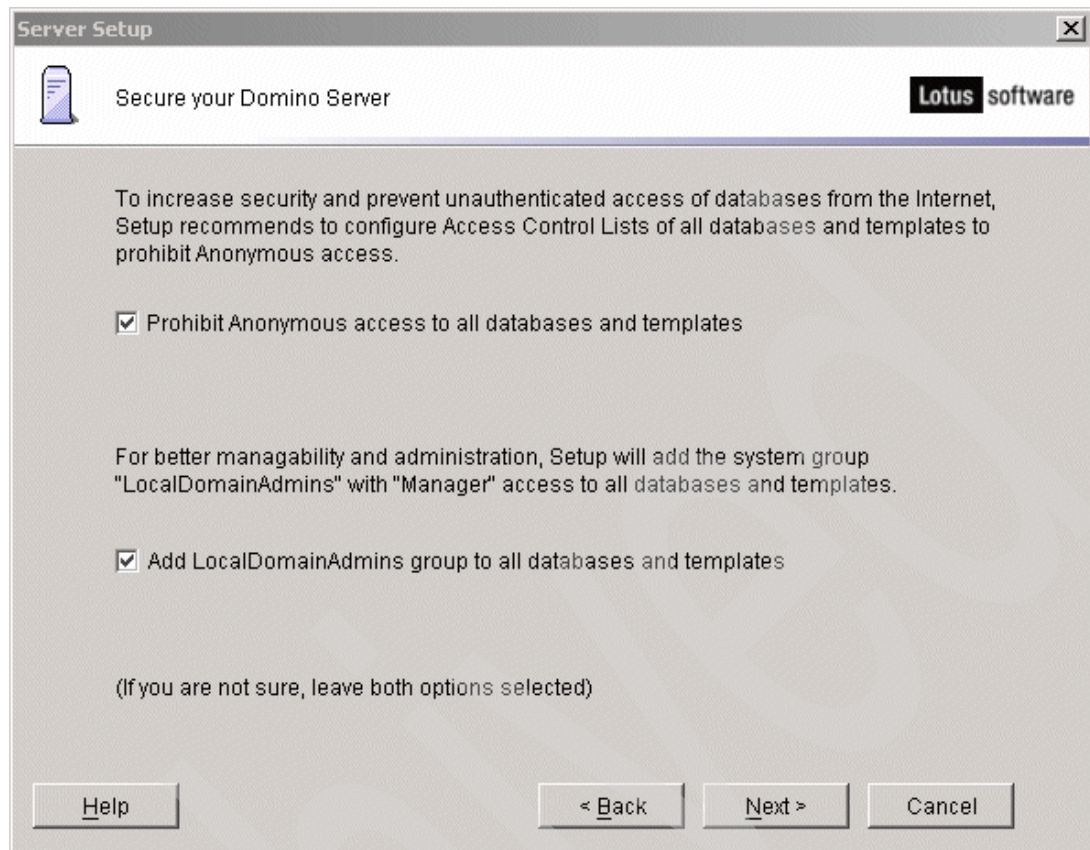 Server Setup
Secure your Domino Server
Lotus software
To increase security and prevent unauthenticated access of databases from the Internet,
Setup recommends to configure Access Control Lists of all databases and templates to
prohibit Anonymous access.
Prohibit Anonymous access to all databases and templates
For better managability and administration, Setup will add the system group
"LocalDomainAdmins" with "Manager" access to all databases and templates.
Add LocalDomainAdmins group to all databases and templates
(If you are not sure, leave both options selected)
Help
< Back
Next >
Cancel